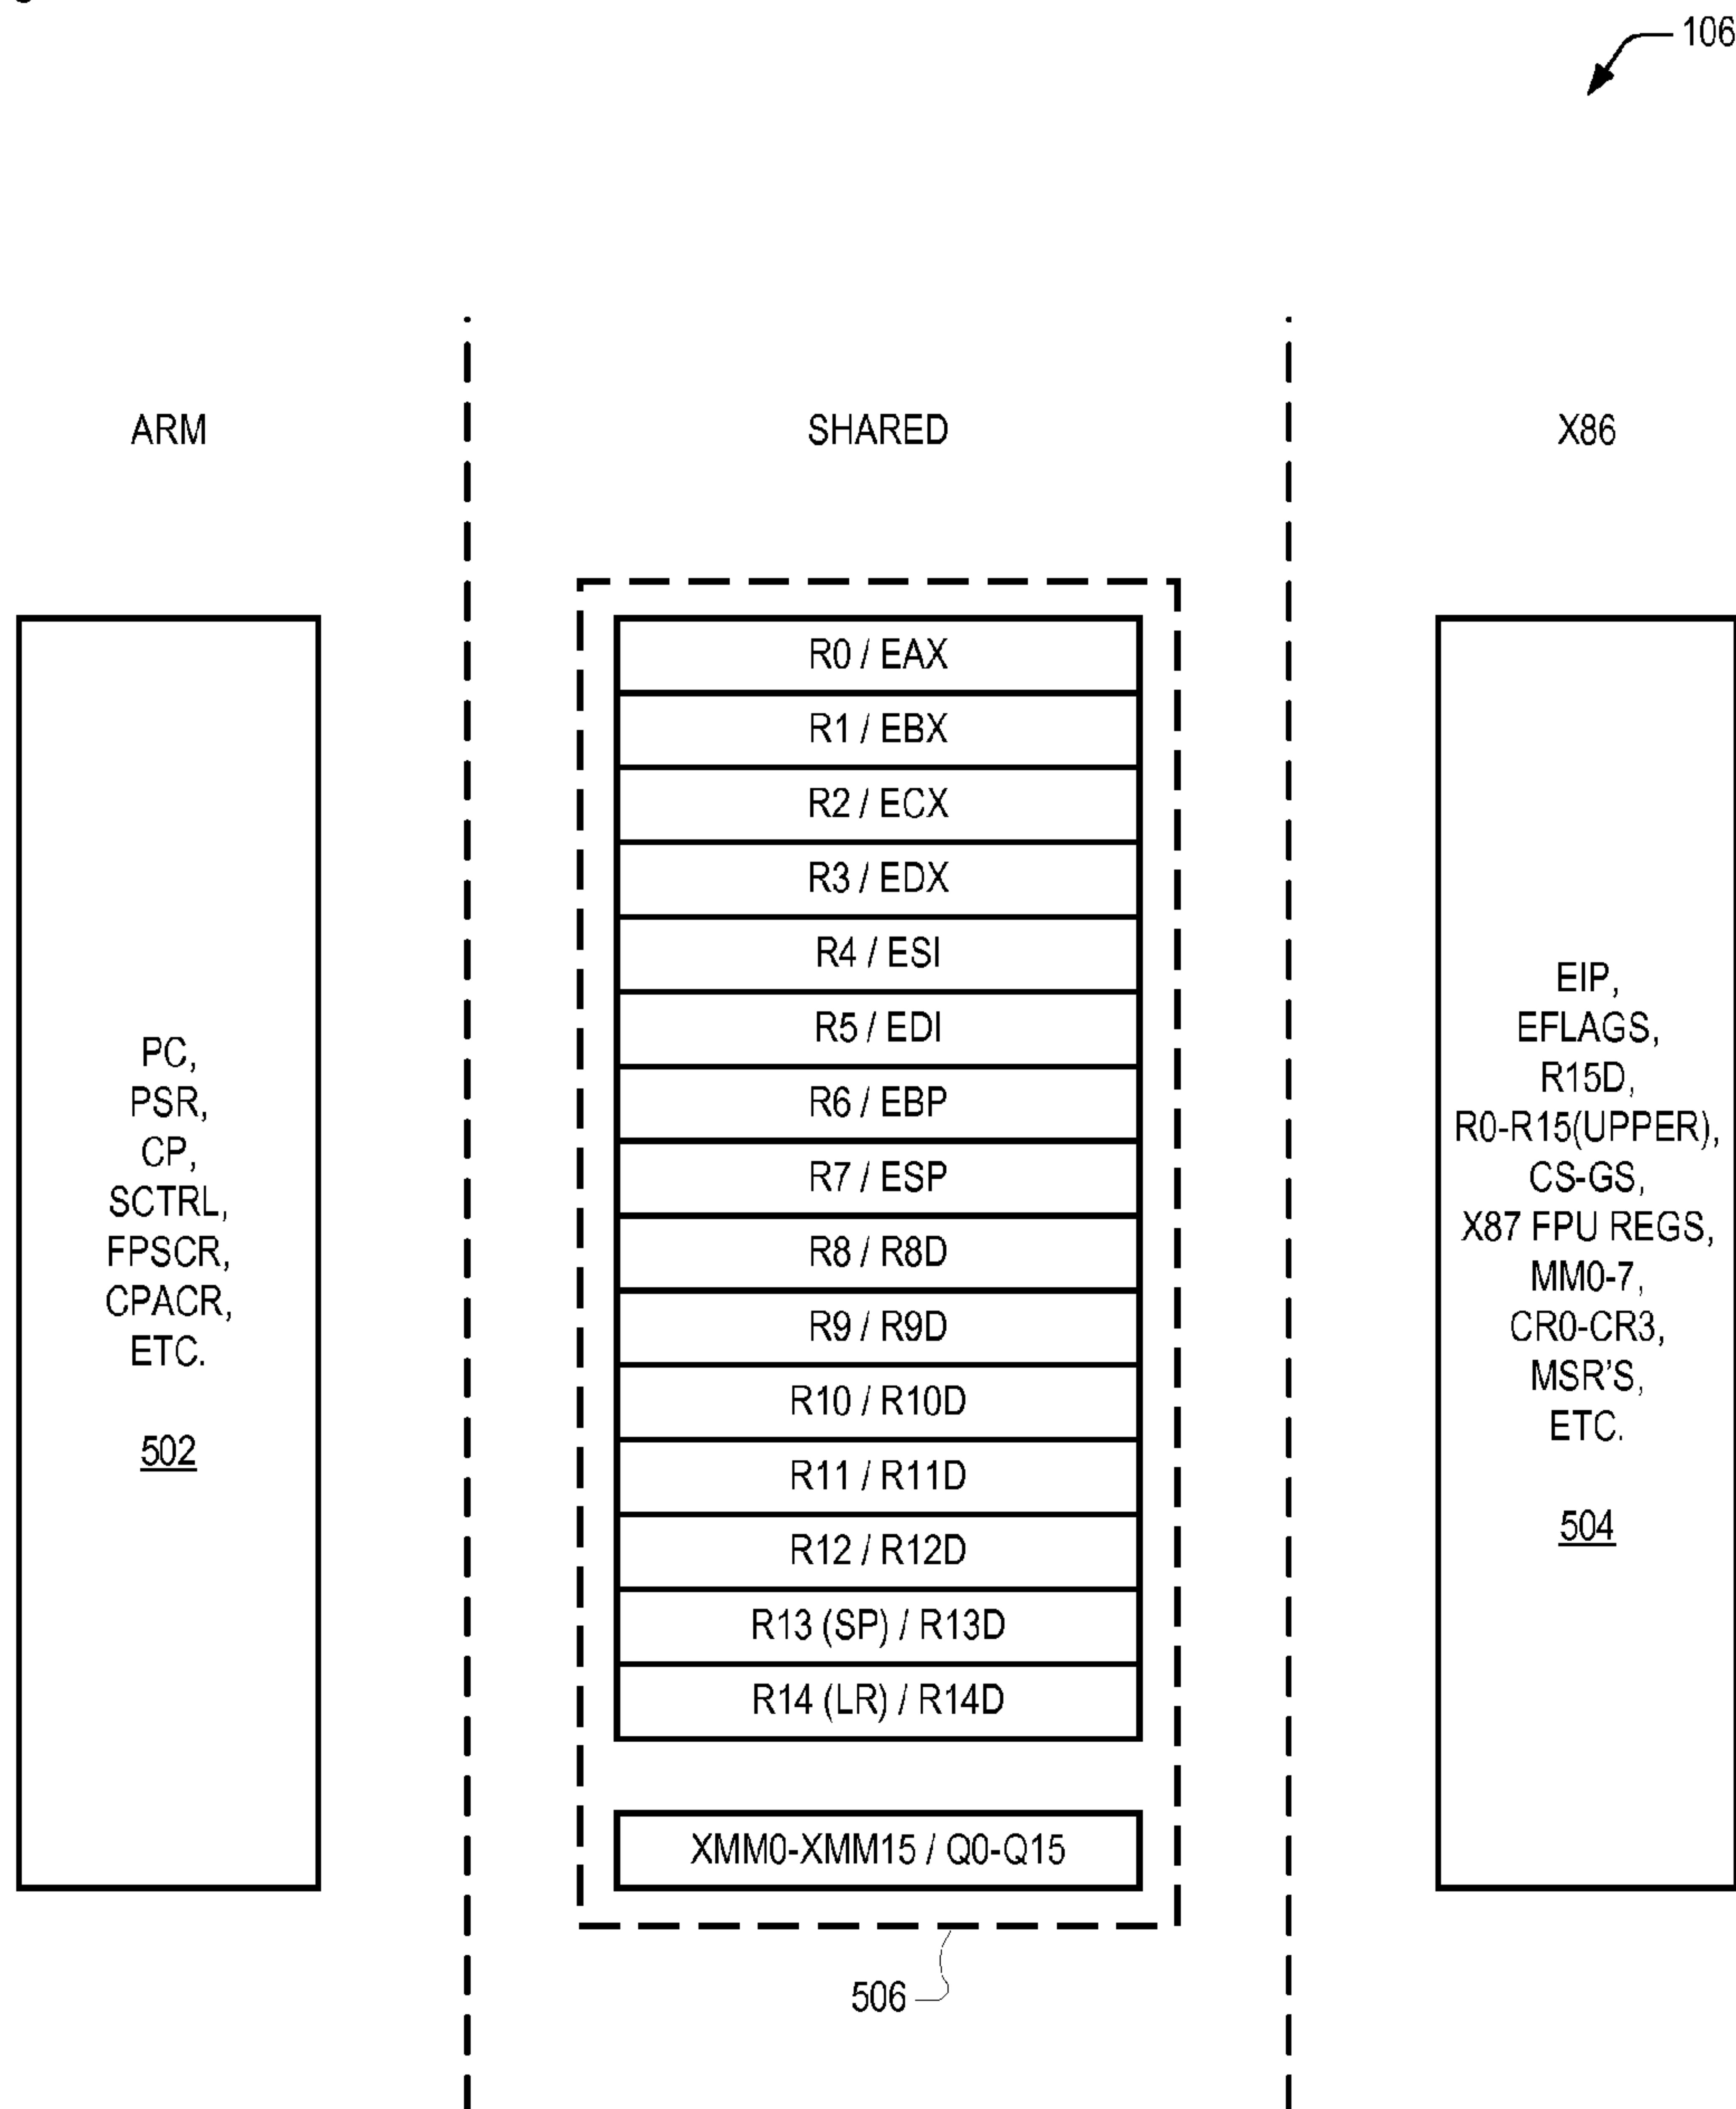 106
ARM
SHARED
X86
R0 / EAX
R1 / EBX
R2 / ECX
R3 / EDX
R4 / ESI
R5 / EDI
R6 / EBP
R7 / ESP
R8 / R8D
R9 / R9D
R10 / R10D
R11 / R11D
R12 / R12D
R13 (SP) / R13D
R14 (LR) / R14D
XMM0-XMM15 / Q0-Q15
506
PC,
PSR,
CP,
SCTRL,
FPSCR,
CPACR,
ETC.
502
EIP,
EFLAGS,
R15D,
R0-R15(UPPER),
CS-GS,
X87 FPU REGS,
MM0-7,
CR0-CR3,
MSR'S,
ETC.
504